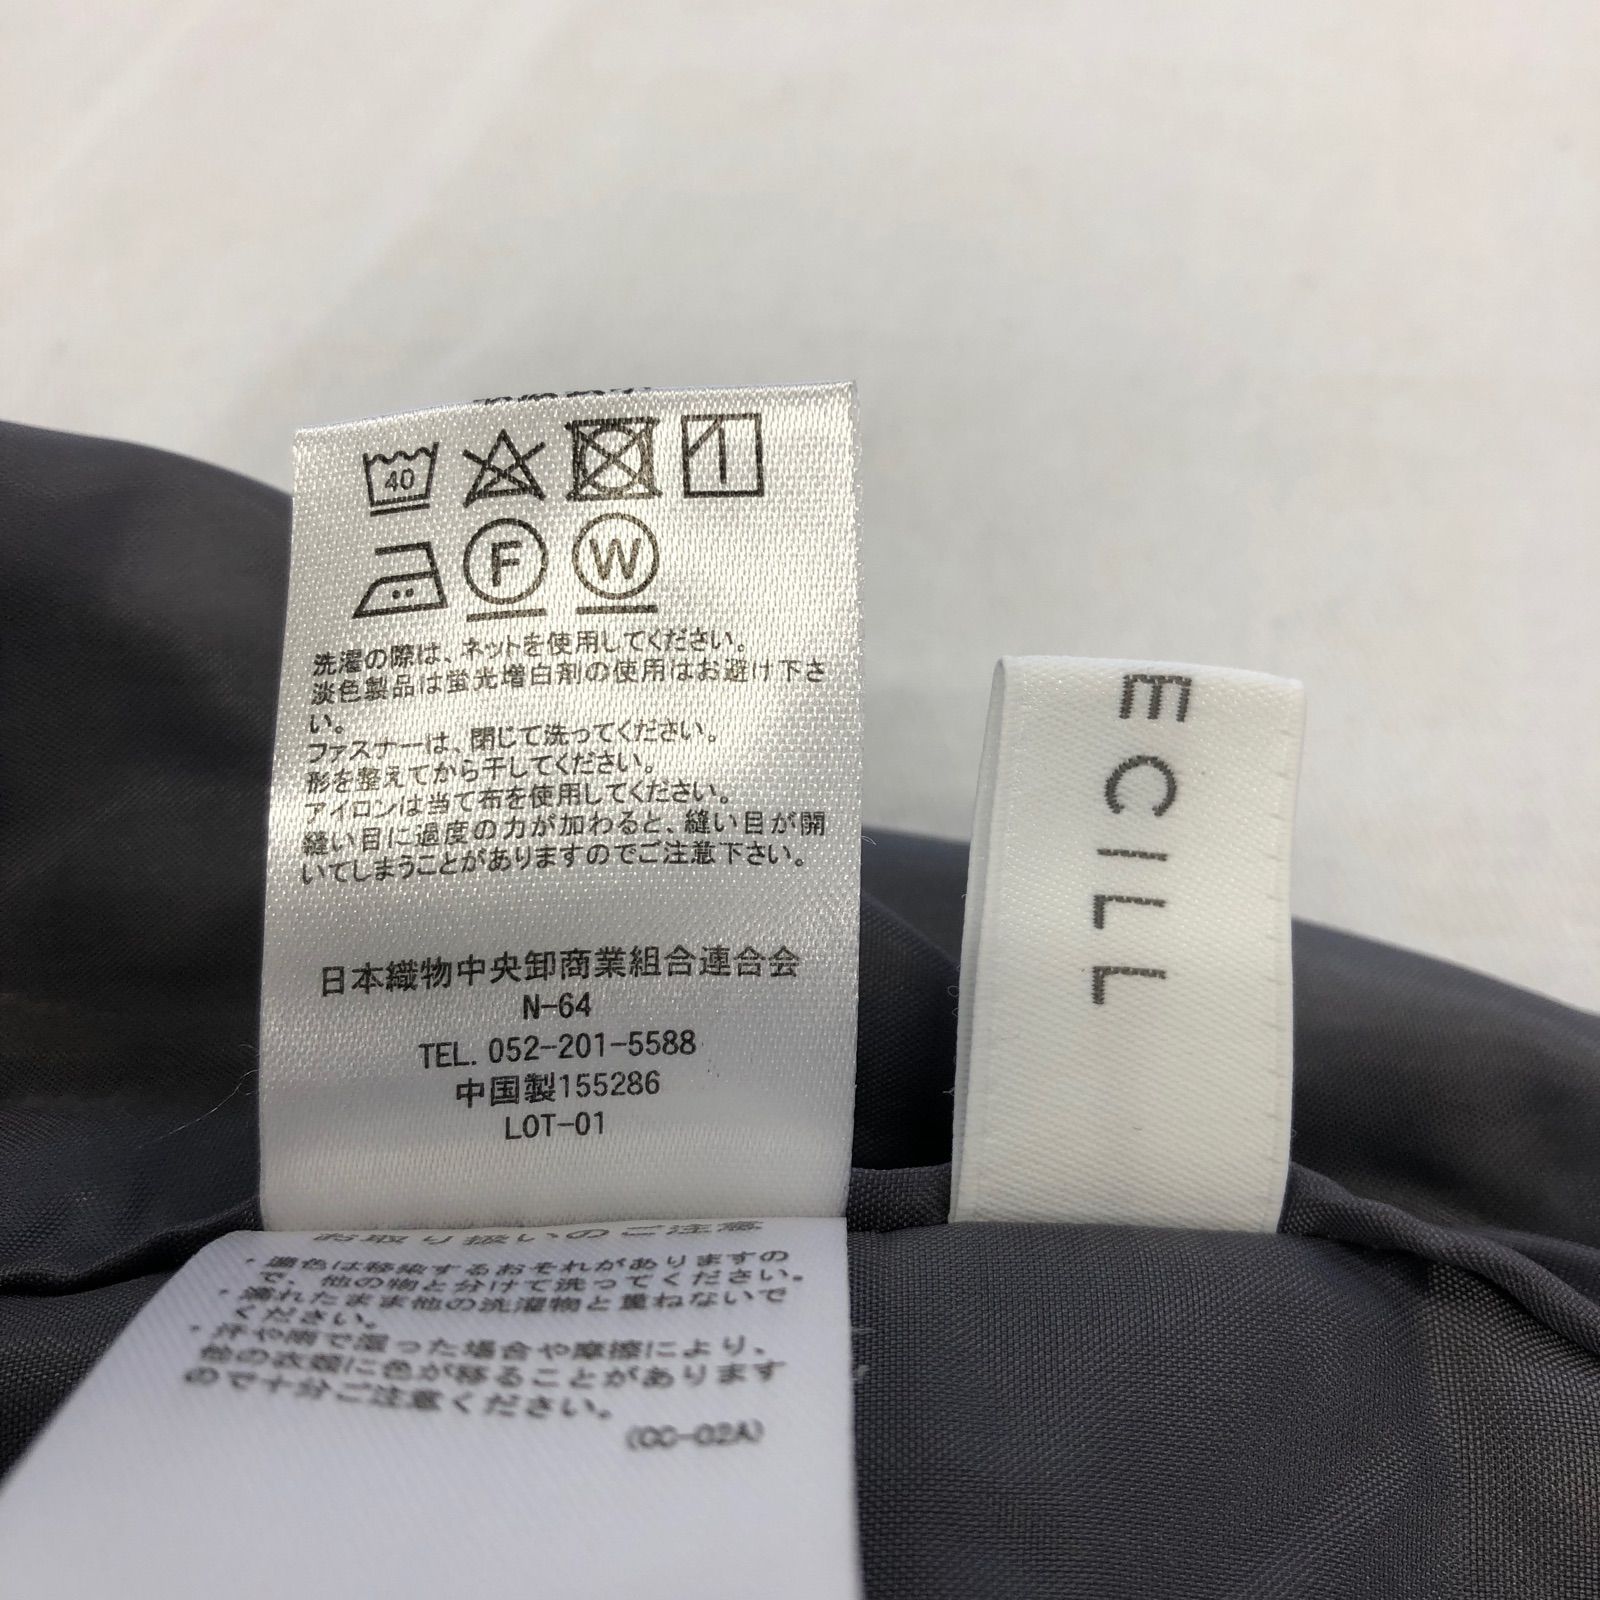 40
F W
洗濯の際は、ネットを使用してください。
淡色製品は蛍光増白剤の使用はお避け下さ
い。
ファスナーは、閉じて洗ってください。
形を整えてから干してください。
アイロンは当て布を使用してください。
縫い目に過度の力が加わると、縫い目が開
いてしまうことがありますのでご注意下さい。
日本織物中央卸商業組合連合会
N-64
TEL. 052-201-5588
中国製155286
LOT-01
ECILL
お取り扱いのご注意
・濃色は移染するおそれがありますの
で、他の物と分けて洗ってください。
・濡れたまま他の洗濯物と重ねないで
ください。
・汗や雨で湿った場合や摩擦により、
他の衣類に色が移ることがあります
ので十分ご注意ください。
(CC-02A)